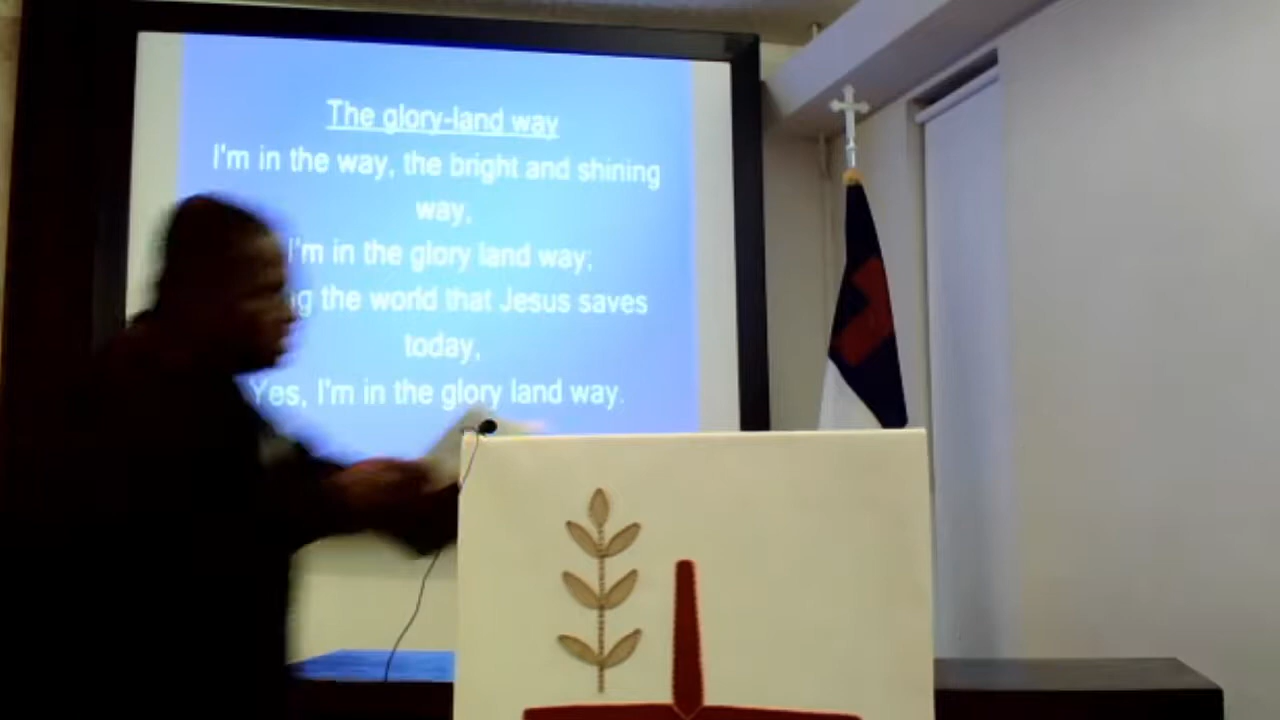 The glory-land way
I'm in the way, the bright and shining
way,
I'm in the glory land way;
the world that Jesus saves
today,
Yes, I'm in the glory land way.